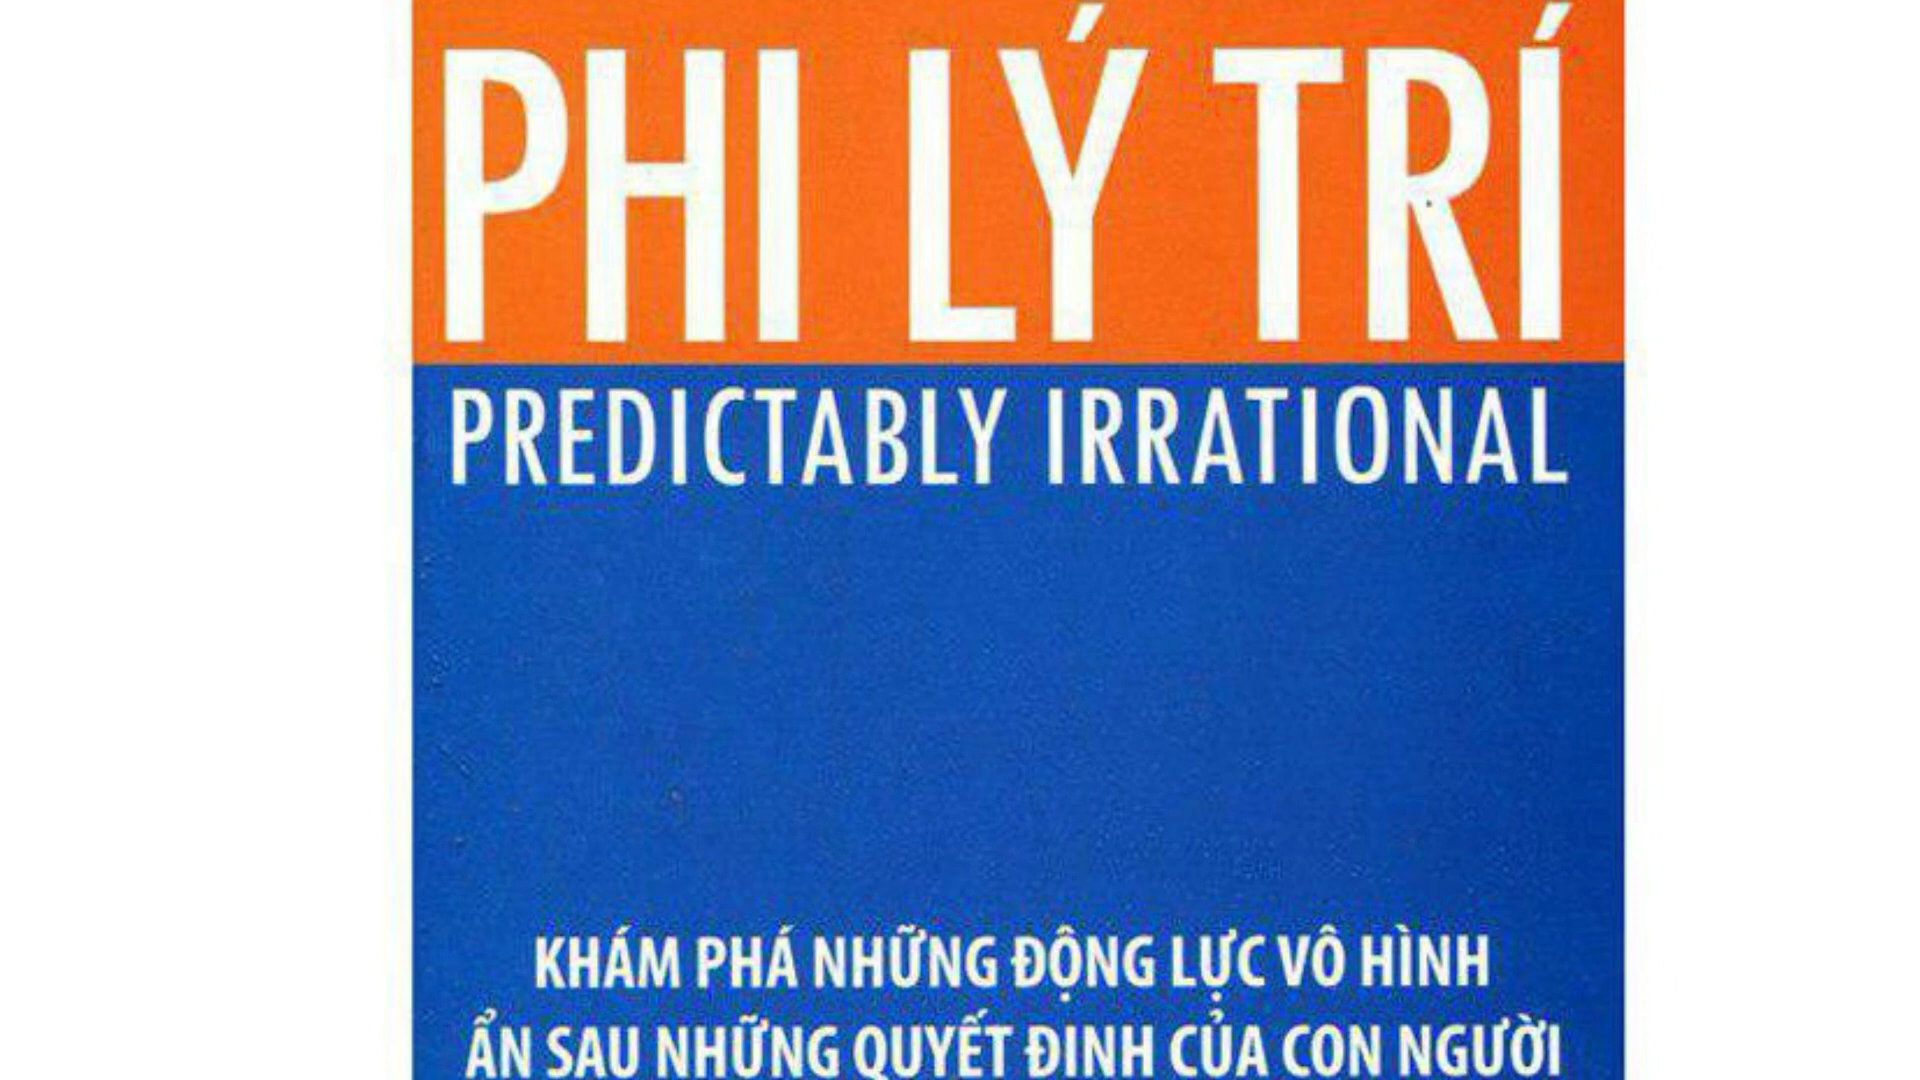 PHI LÝ TRÍ
PREDICTABLY IRRATIONAL
KHÁM PHÁ NHỮNG ĐỘNG LỰC VÔ HÌNH
ẨN SAU NHỮNG QUYẾT ĐỊNH CỦA CON NGƯỜI